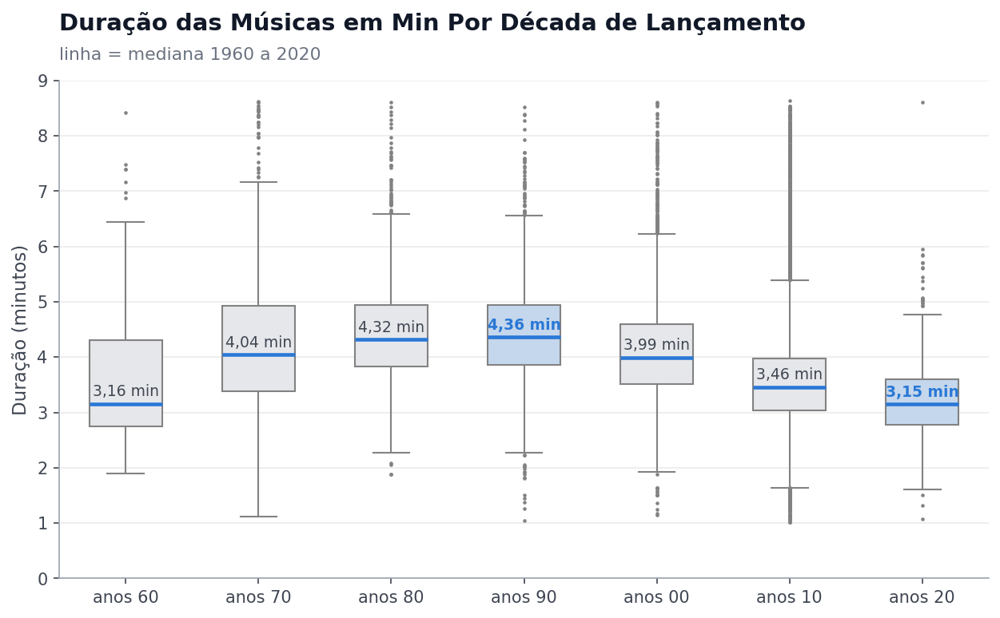 Duração das Músicas em Min Por Década de Lançamento
linha = mediana 1960 a 2020
Duração (minutos)
9
8
7
6
5
4
3
2
1
0
3,16 min
4,04 min
4,32 min
4,36 min
3,99 min
3,46 min
3,15 min
anos 60
anos 70
anos 80
anos 90
anos 00
anos 10
anos 20